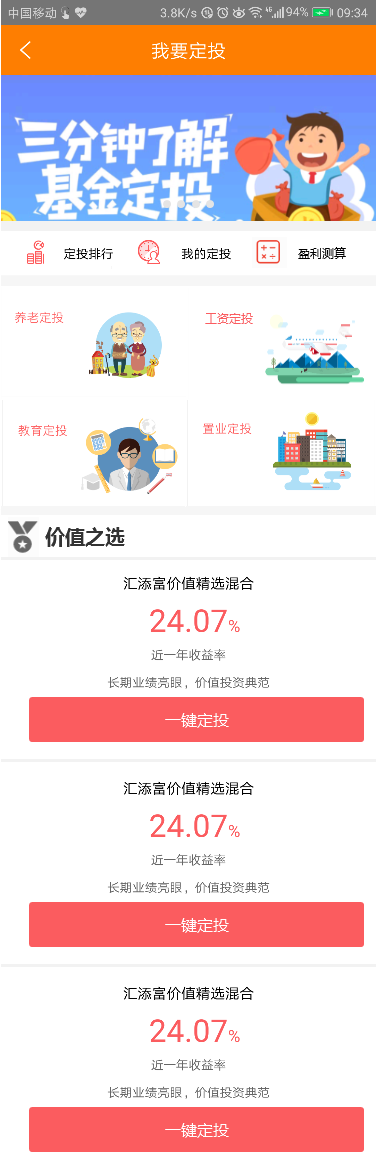 中国移动 3.8K/s 94% 09:34
我要定投
三分钟了解
基金定投
定投排行 我的定投 盈利测算
养老定投 工资定投
教育定投 置业定投
价值之选
汇添富价值精选混合
24.07%
近一年收益率
长期业绩亮眼，价值投资典范
一键定投
汇添富价值精选混合
24.07%
近一年收益率
长期业绩亮眼，价值投资典范
一键定投
汇添富价值精选混合
24.07%
近一年收益率
长期业绩亮眼，价值投资典范
一键定投